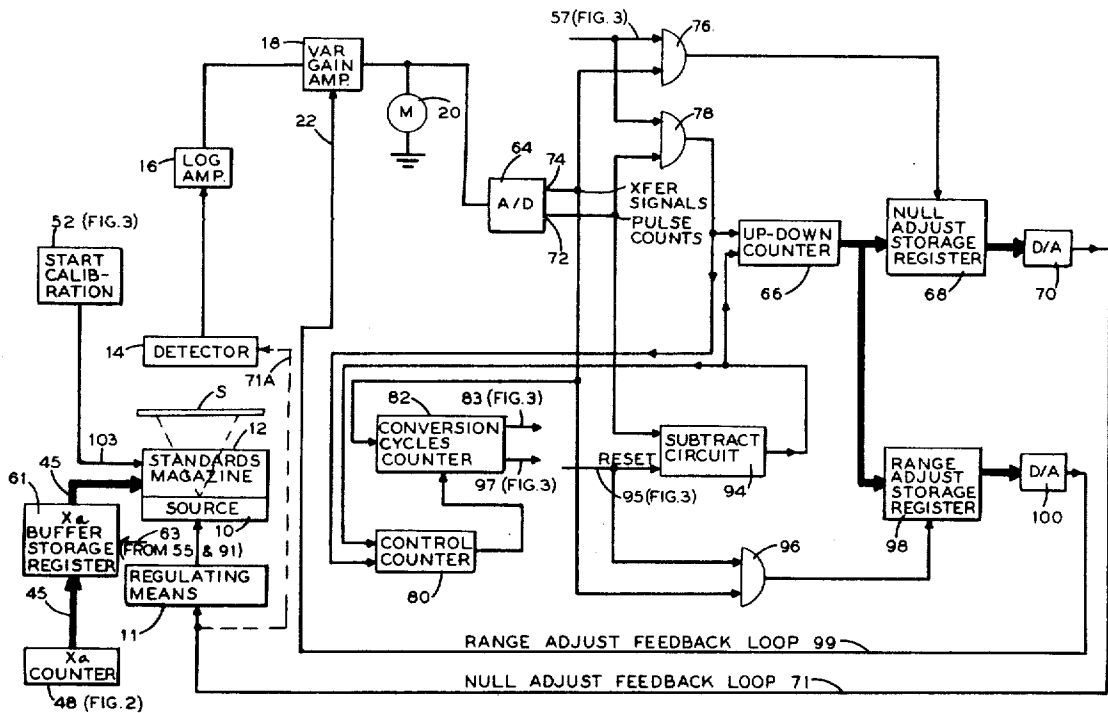 57 (FIG. 3)
76
18
VAR
GAIN
AMP.
M
20
78
22
64
74
16
LOG
AMP.
A/D
XFER
SIGNALS
PULSE
COUNTS
72
52 (FIG. 3)
START
CALIB-
RATION
UP-DOWN
COUNTER
66
NULL
ADJUST
STORAGE
REGISTER
68
D/A
70
14
DETECTOR
71A
S
82
83 (FIG. 3)
12
CONVERSION
CYCLES
COUNTER
97 (FIG. 3)
RESET
95 (FIG. 3)
SUBTRACT
CIRCUIT
94
103
45
STANDARDS
MAGAZINE
SOURCE
10
61
Xa
BUFFER
STORAGE
REGISTER
63
(FROM 55 & 91)
RANGE
ADJUST
STORAGE
REGISTER
98
D/A
100
CONTROL
COUNTER
80
96
45
REGULATING
MEANS
11
Xa
COUNTER
48 (FIG. 2)
RANGE ADJUST FEEDBACK LOOP 99
NULL ADJUST FEEDBACK LOOP 71